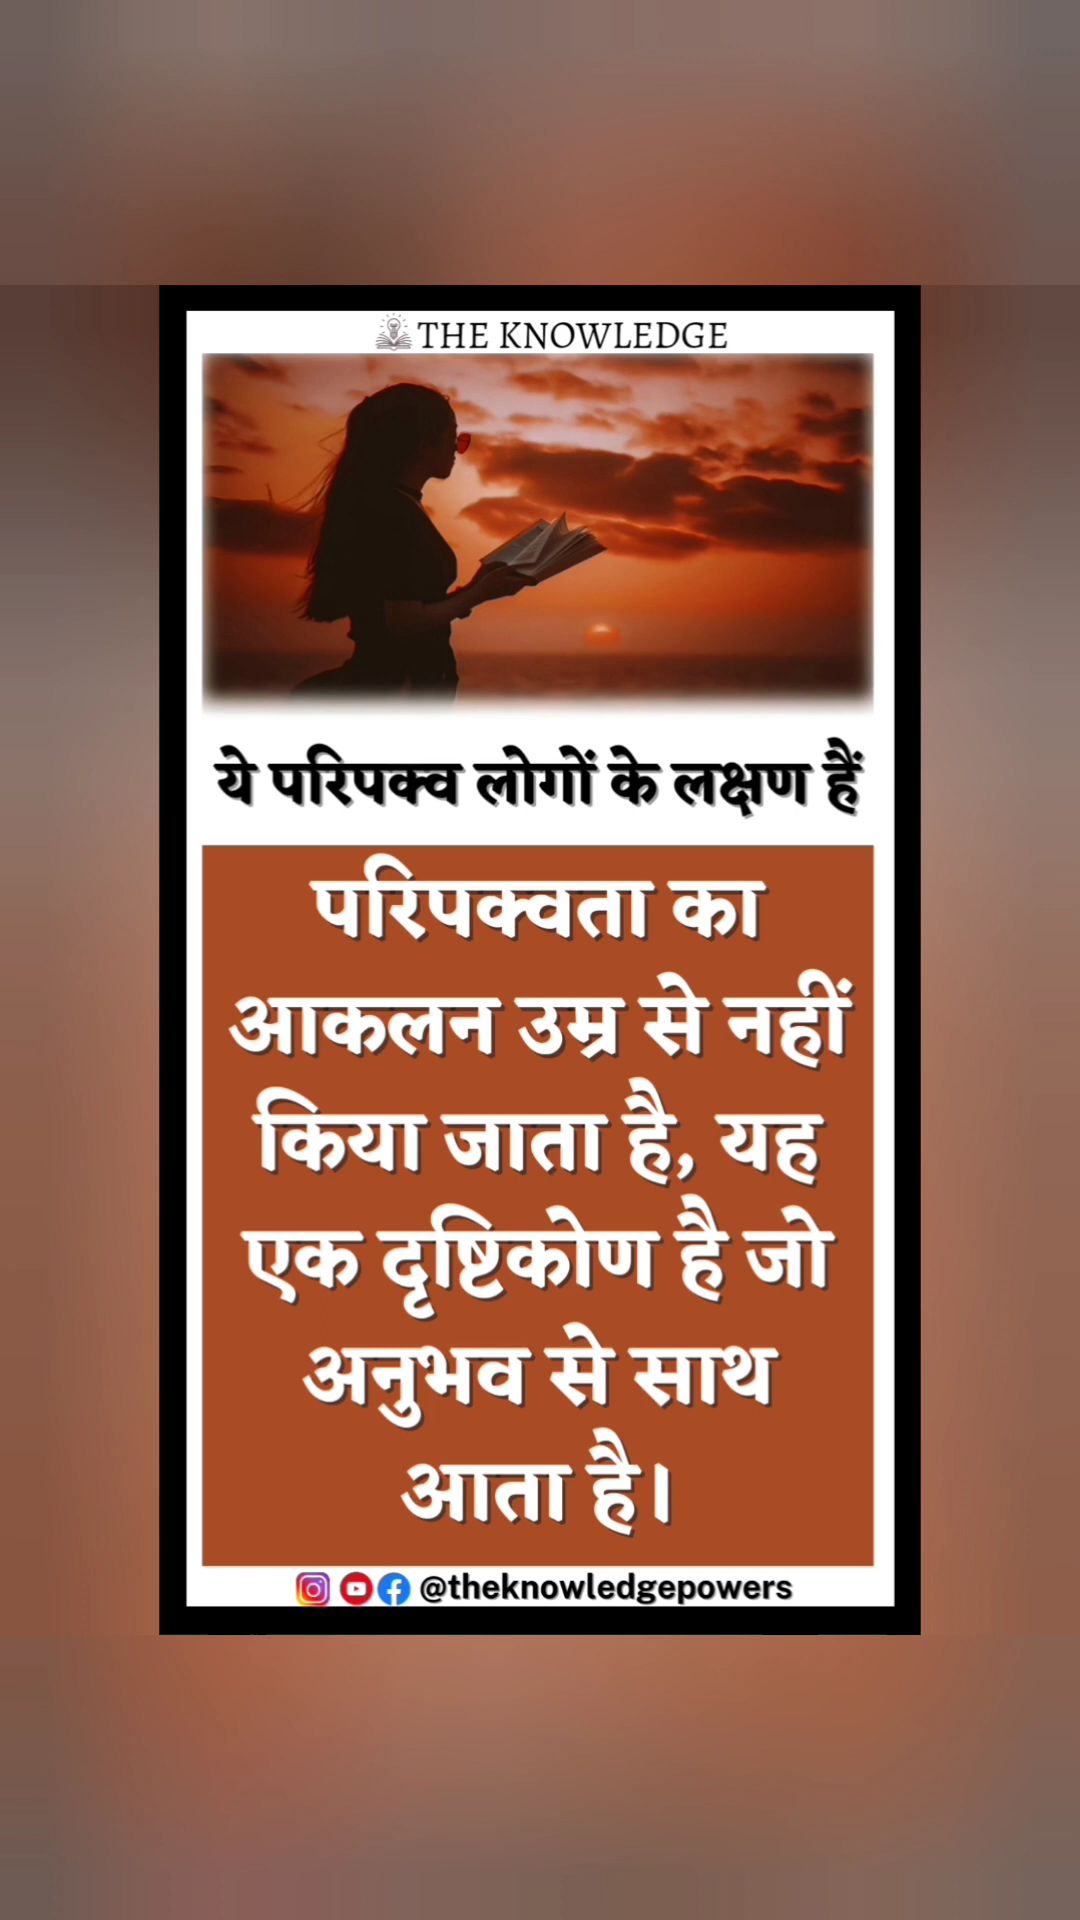 THE KNOWLEDGE
ये परिपक्व लोगों के लक्षण हैं
परिपक्वता का
आकलन उम्र से नहीं
किया जाता है, यह
एक दृष्टिकोण है जो
अनुभव से साथ
आता है।
@theknowledgepowers